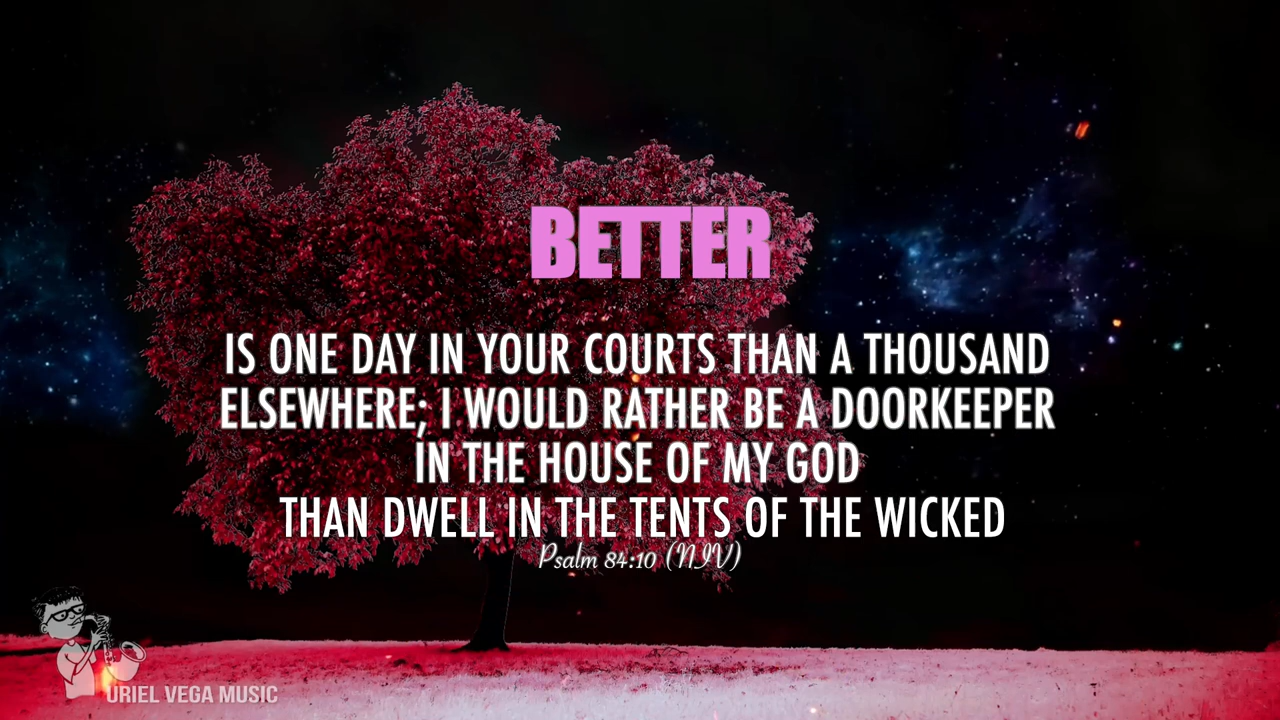 BETTER
IS ONE DAY IN YOUR COURTS THAN A THOUSAND
ELSEWHERE; I WOULD RATHER BE A DOORKEEPER
IN THE HOUSE OF MY GOD
THAN DWELL IN THE TENTS OF THE WICKED
Psalm 84:10 (NIV)
URIEL VEGA MUSIC